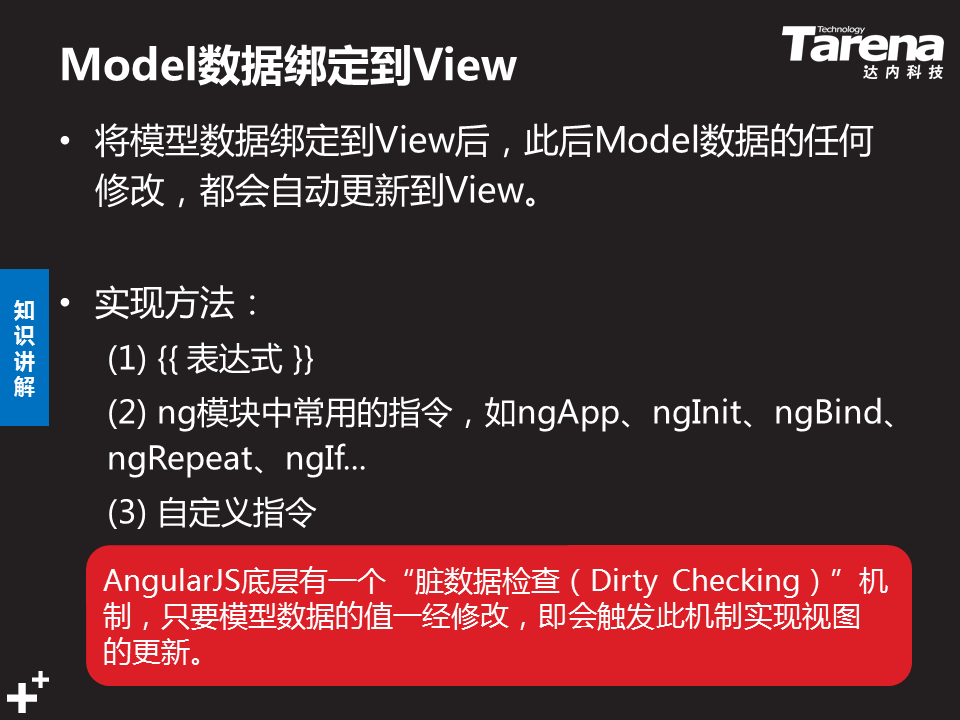 Model数据绑定到View
Technology
Tarena
达内科技
• 将模型数据绑定到View后，此后Model数据的任何
修改，都会自动更新到View。
知
识
讲
解
• 实现方法：
(1) {{ 表达式 }}
(2) ng模块中常用的指令，如ngApp、ngInit、ngBind、
ngRepeat、ngIf...
(3) 自定义指令
AngularJS底层有一个“脏数据检查（Dirty Checking）”机
制，只要模型数据的值一经修改，即会触发此机制实现视图
的更新。